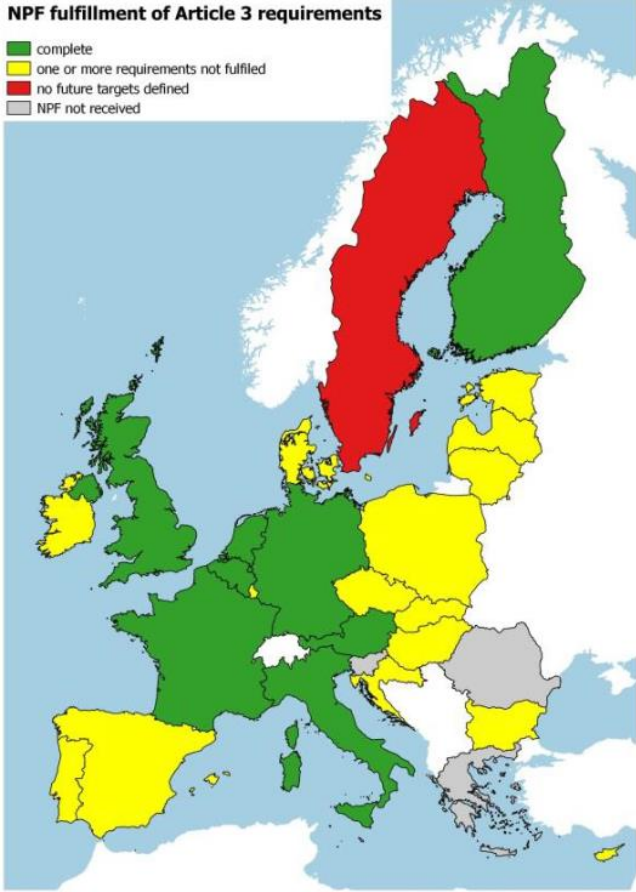 NPF fulfillment of Article 3 requirements
complete
one or more requirements not fulfiled
no future targets defined
NPF not received